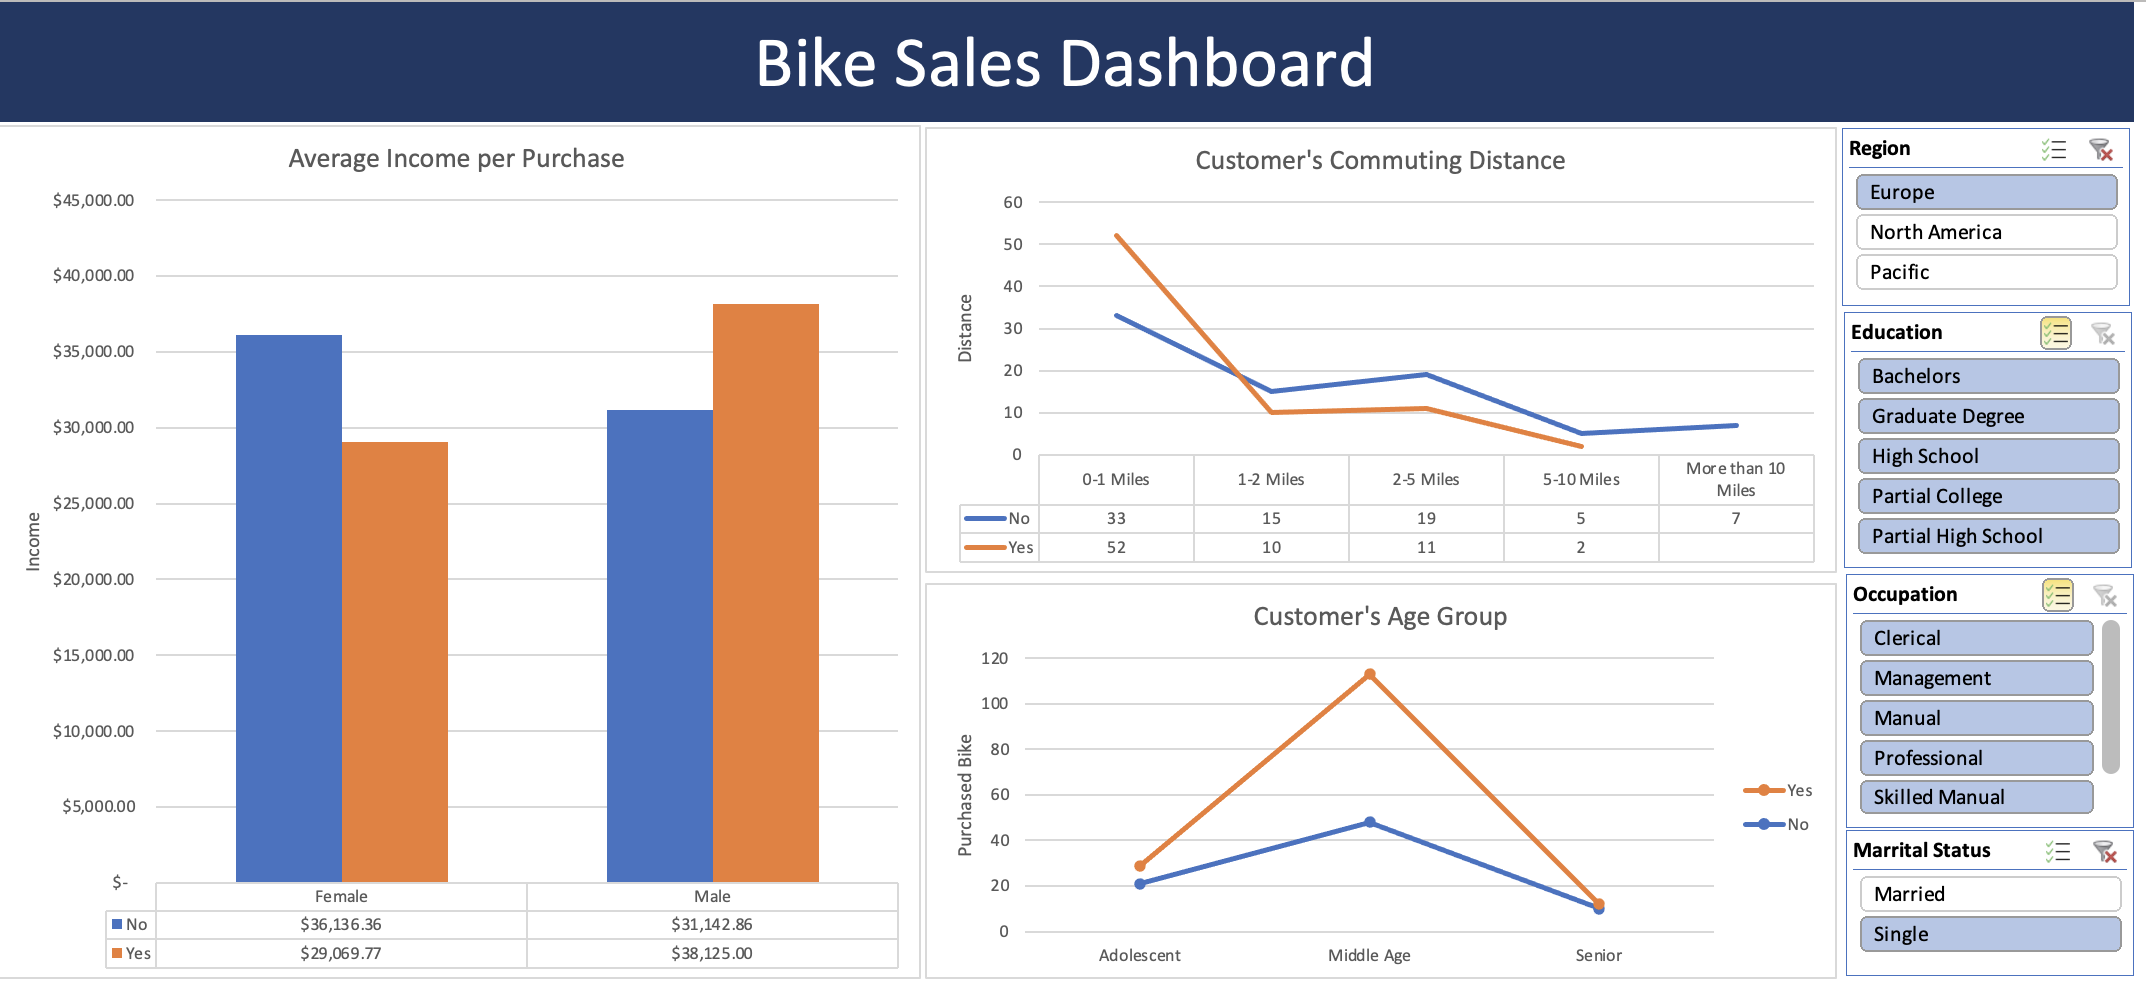 Bike Sales Dashboard
Average Income per Purchase
$45,000.00
$40,000.00
$35,000.00
$30,000.00
$25,000.00
$20,000.00
$15,000.00
$10,000.00
$5,000.00
$-
Income
Female Male
No $36,136.36 $31,142.86
Yes $29,069.77 $38,125.00
Customer's Commuting Distance
60
50
40
30
20
10
0
Distance
0-1 Miles 1-2 Miles 2-5 Miles 5-10 Miles More than 10
Miles
No 33 15 19 5 7
Yes 52 10 11 2
Customer's Age Group
120
100
80
60
40
20
0
Purchased Bike
Adolescent Middle Age Senior
Yes
No
Region
Europe
North America
Pacific
Education
Bachelors
Graduate Degree
High School
Partial College
Partial High School
Occupation
Clerical
Management
Manual
Professional
Skilled Manual
Marrital Status
Married
Single